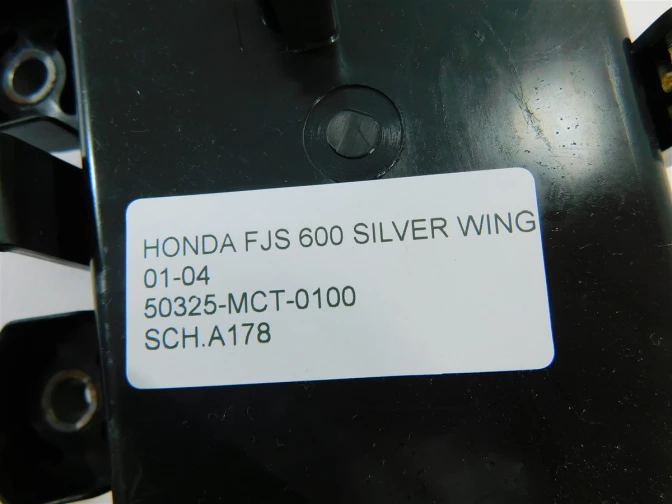 HONDA FJS 600 SILVER WING
01-04
50325-MCT-0100
SCH.A178